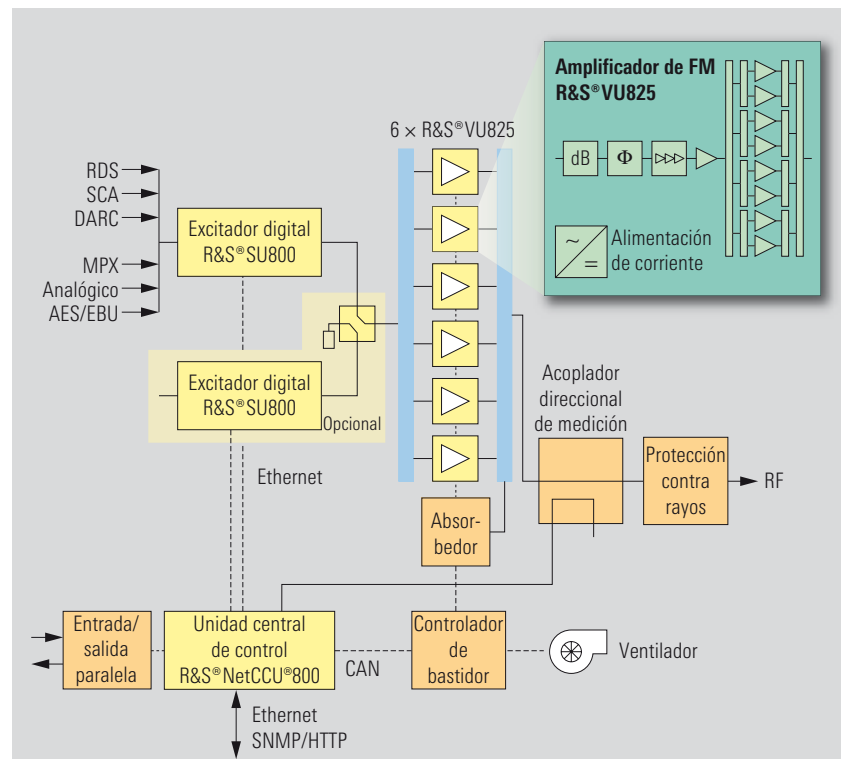 Amplificador de FM
R&S®VU825
dB
Φ
Alimentación
de corriente
~
=
6 × R&S®VU825
RDS
SCA
DARC
MPX
Analógico
AES/EBU
Excitador digital
R&S®SU800
Excitador digital
R&S®SU800
Opcional
Ethernet
Acoplador
direccional
de medición
Protección
contra
rayos
RF
Absor-
bedor
Entrada/
salida
paralela
Unidad central
de control
R&S®NetCCU®800
CAN
Controlador
de
bastidor
Ventilador
Ethernet
SNMP/HTTP